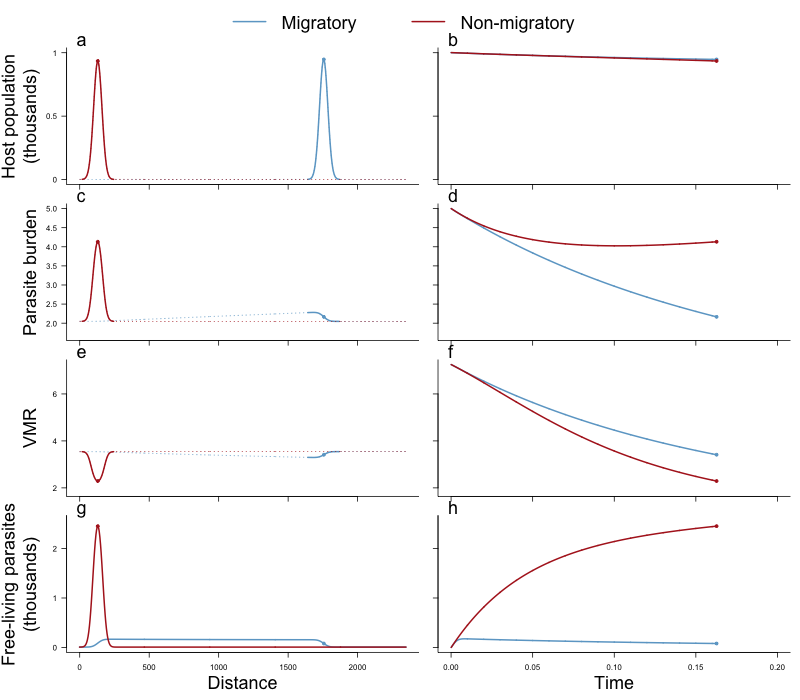 Migratory Non-migratory
a b
Host population
(thousands)
1
0.5
0
c d
Parasite burden
5.0
4.5
4.0
3.5
3.0
2.5
2.0
e f
VMR
6
4
2
g h
Free-living parasites
(thousands)
2
1
0
0 500 1000 1500 2000 0.00 0.05 0.10 0.15 0.20
Distance Time